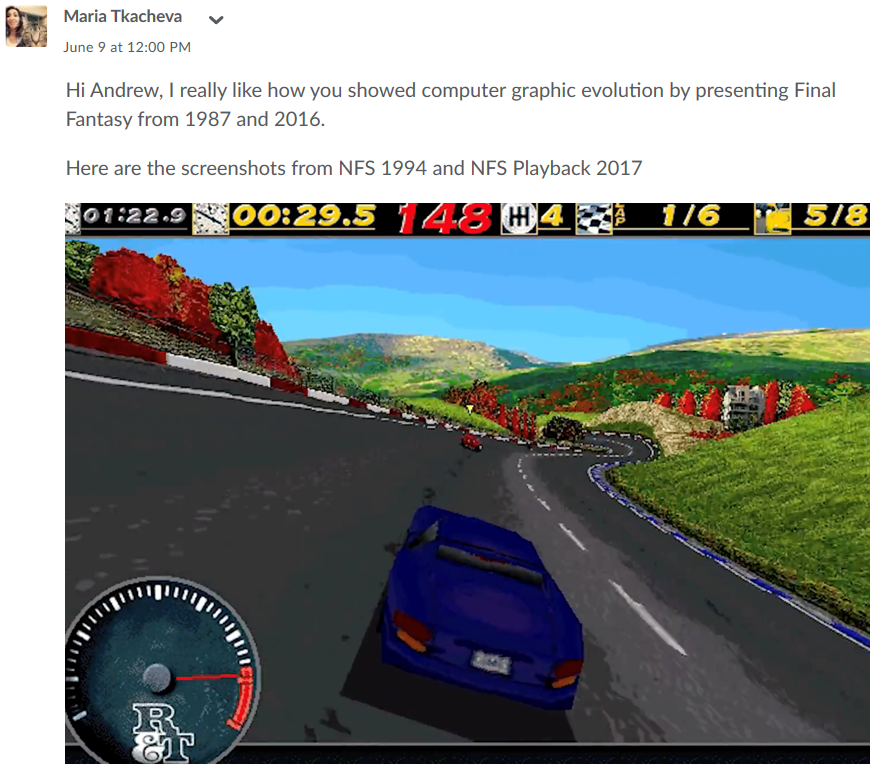 Maria Tkacheva
June 9 at 12:00 PM
Hi Andrew, I really like how you showed computer graphic evolution by presenting Final
Fantasy from 1987 and 2016.
Here are the screenshots from NFS 1994 and NFS Playback 2017
01:22.9 00:29.5 148 4 LAP 1/6 5/8
R
&T